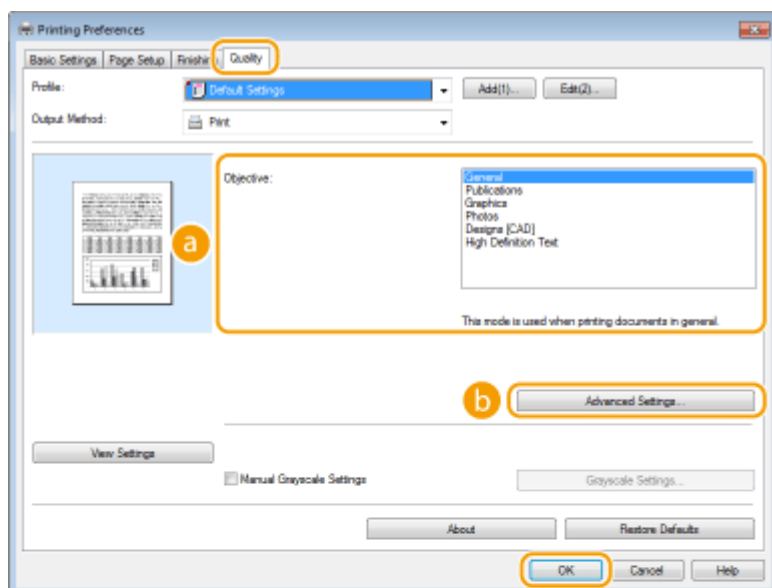 Printing Preferences
Basic Settings Page Setup Finishing Quality
Profile: Default Settings Add(1)... Edit(2)...
Output Method: Print
Objective: General
Publications
Graphics
Photos
Designs [CAD]
High Definition Text
a
This mode is used when printing documents in general.
b Advanced Settings...
View Settings
Manual Grayscale Settings Grayscale Settings...
About Restore Defaults
OK Cancel Help